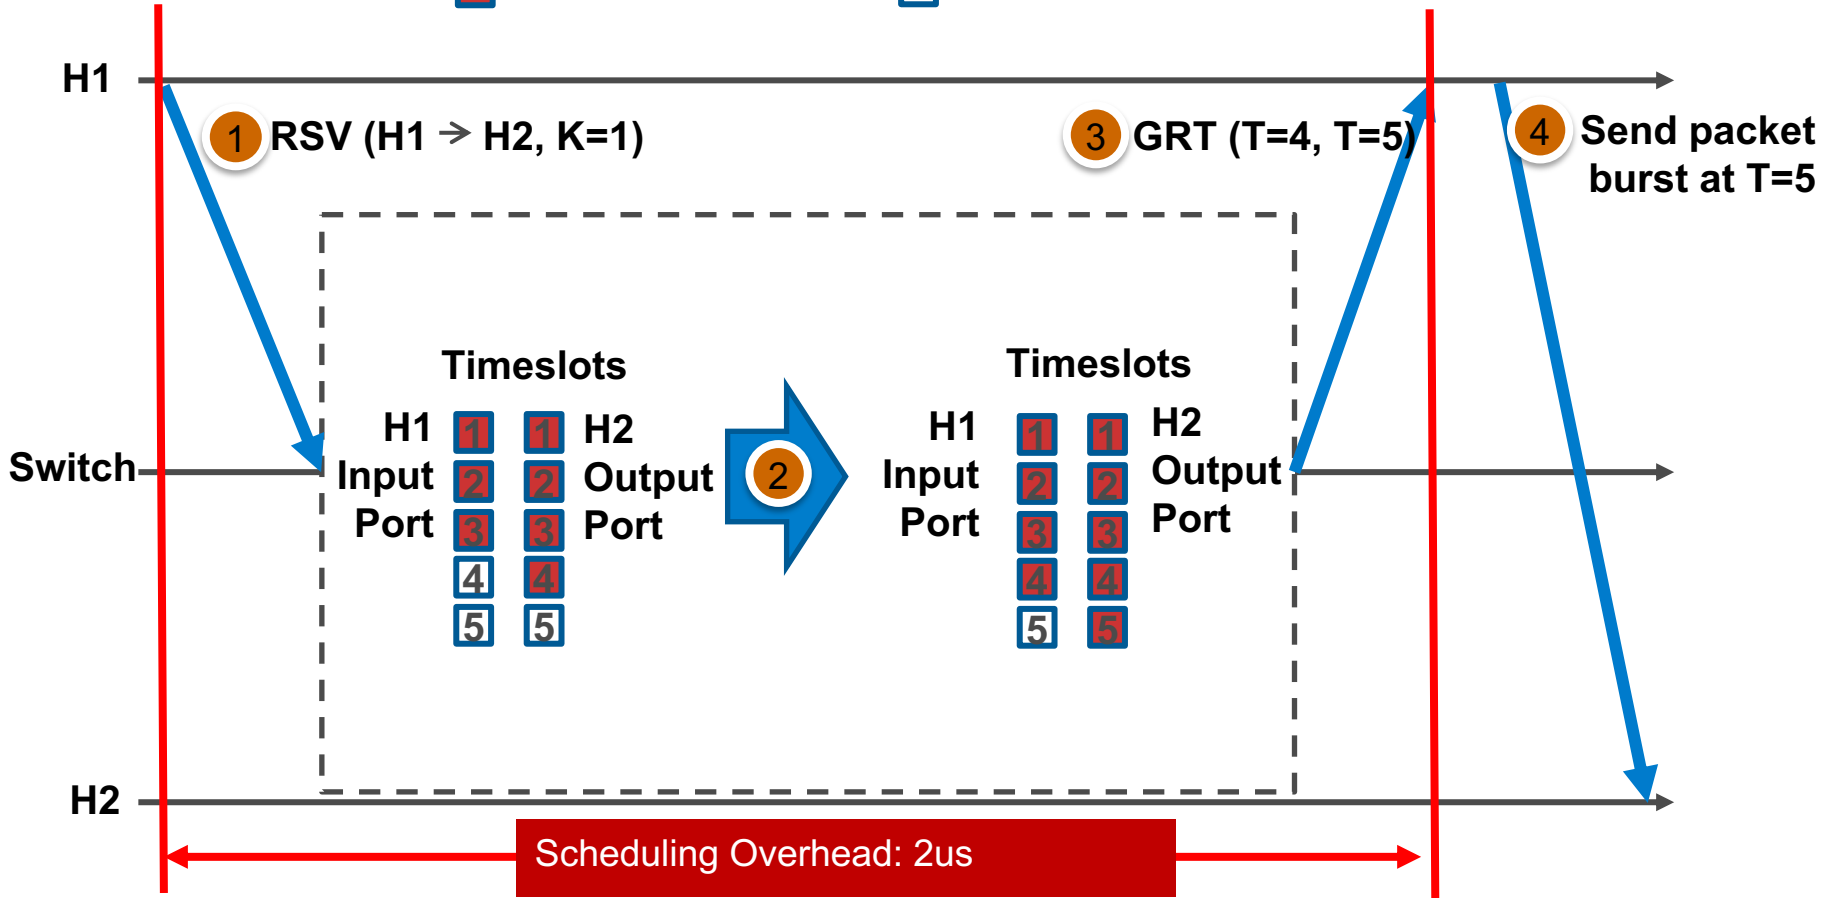 H1
1 RSV (H1 → H2, K=1)
3 GRT (T=4, T=5)
4 Send packet
burst at T=5
Timeslots
H1
Input
Port
1 1
2 2
3 3
4 4
5 5
H2
Output
Port
2
Timeslots
H1
Input
Port
1 1
2 2
3 3
4 4
5 5
H2
Output
Port
Switch
H2
Scheduling Overhead: 2us